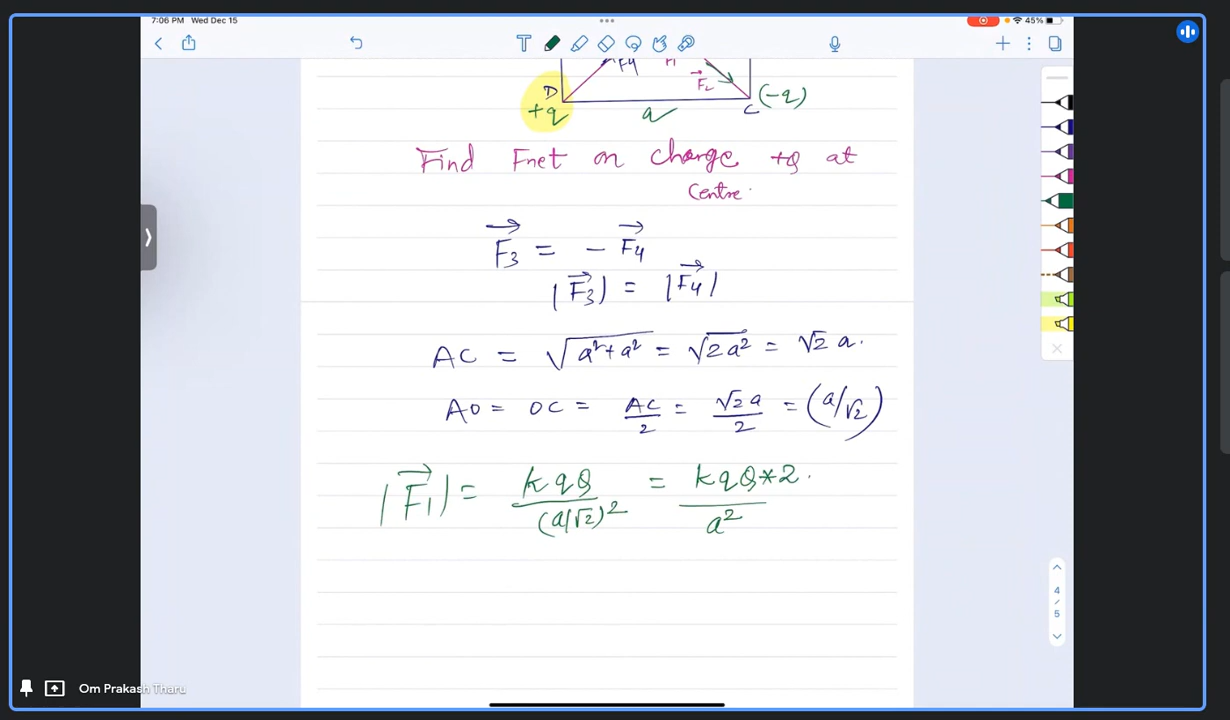 7:06 PM Wed Dec 15
45%
F4
F2
D
+q
a
C (-q)
Find Fnet on charge +Q at
centre
F3 = - F4
|F3| = |F4|
AC = √a²+a² = √2a² = √2 a.
AO = OC = AC/2 = √2a/2 = (a/√2)
|F1| = kqQ/(a/√2)² = kqQ*2/a²
4
/
5
Om Prakash Tharu